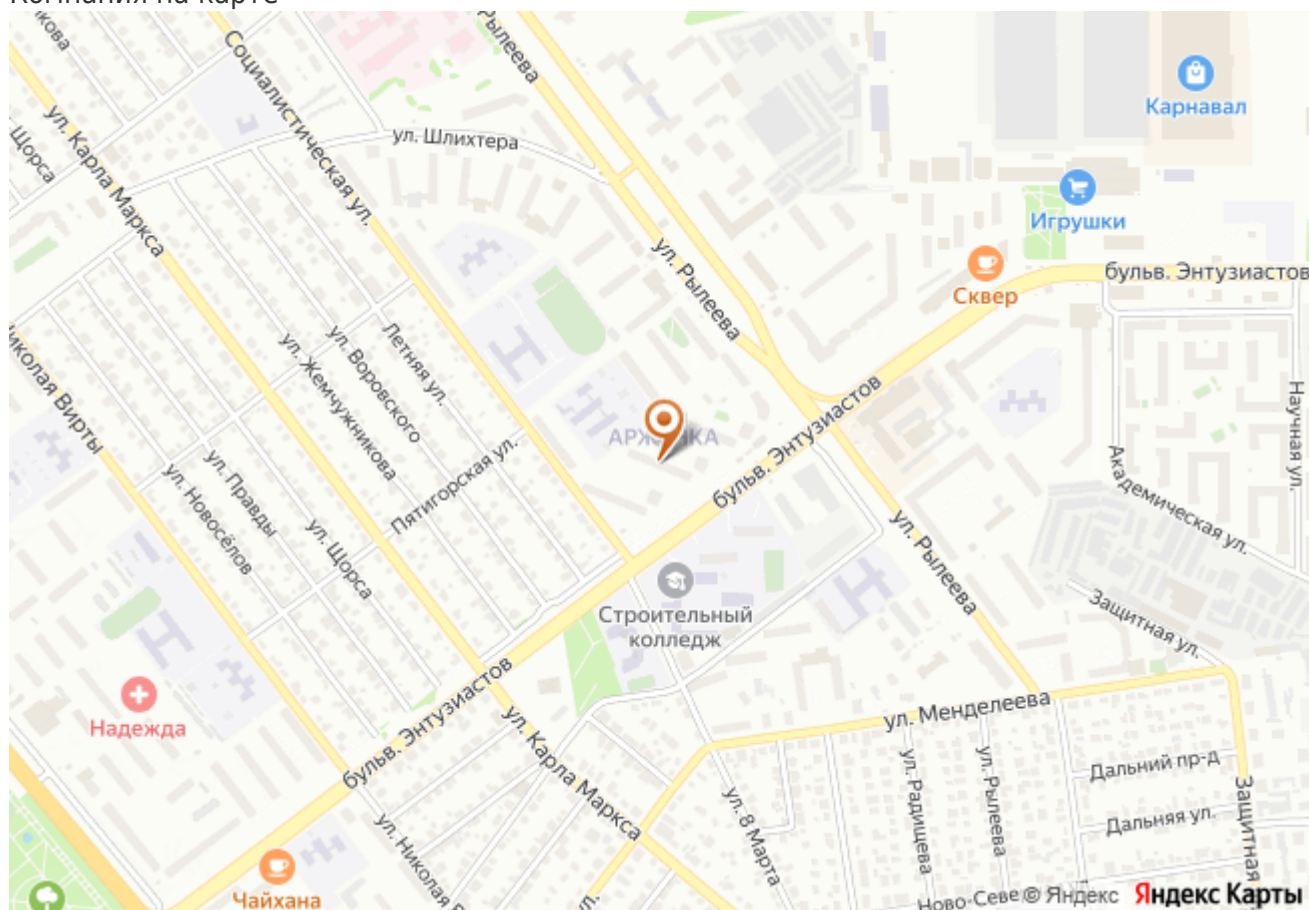 Компания на карте
Рылеева
Социалистическая ул.
Карнавал
ул. Шлихтера
ул. Карла Маркса
Щорса
Игрушки
ул. Рылеева
бульв. Энтузиастов
Сквер
Летняя ул.
ул. Воровского
ул. Жемчужникова
Научная ул.
бульв. Энтузиастов
Академическая ул.
Пятигорская ул.
ул. Правды
ул. Новосёлов
ул. Щорса
ул. Рылеева
Строительный
колледж
Защитная ул.
Надежда
бульв. Энтузиастов
ул. Карла Маркса
ул. Менделеева
ул. Радищева
ул. Рылеева
Дальний пр-д
Дальняя ул.
Защитная
ул. 8 Марта
ул. Николая
Чайхана
ул.
© Яндекс
Яндекс Карты